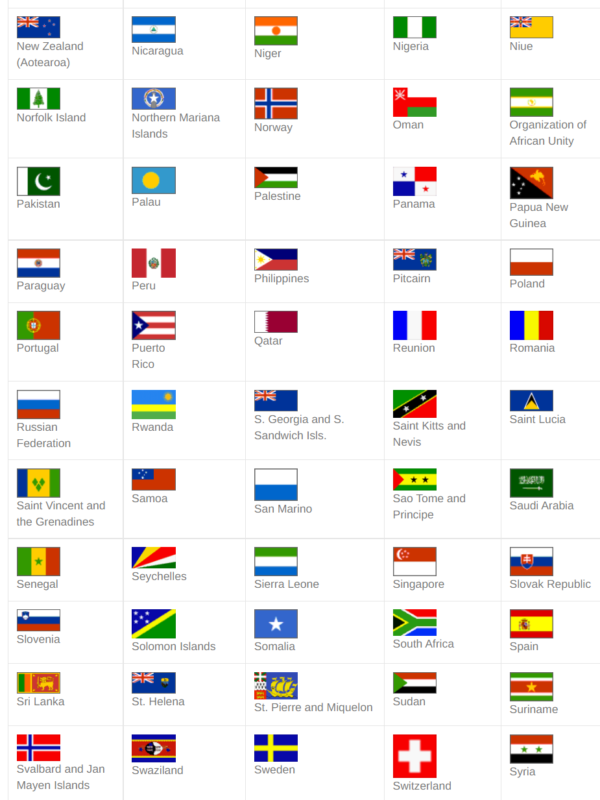 New Zealand
(Aotearoa)
Nicaragua
Niger
Nigeria
Niue
Norfolk Island
Northern Mariana
Islands
Norway
Oman
Organization of
African Unity
Pakistan
Palau
Palestine
Panama
Papua New
Guinea
Paraguay
Peru
Philippines
Pitcairn
Poland
Portugal
Puerto
Rico
Qatar
Reunion
Romania
Russian
Federation
Rwanda
S. Georgia and S.
Sandwich Isls.
Saint Kitts and
Nevis
Saint Lucia
Saint Vincent and
the Grenadines
Samoa
San Marino
Sao Tome and
Principe
Saudi Arabia
Senegal
Seychelles
Sierra Leone
Singapore
Slovak Republic
Slovenia
Solomon Islands
Somalia
South Africa
Spain
Sri Lanka
St. Helena
St. Pierre and Miquelon
Sudan
Suriname
Svalbard and Jan
Mayen Islands
Swaziland
Sweden
Switzerland
Syria